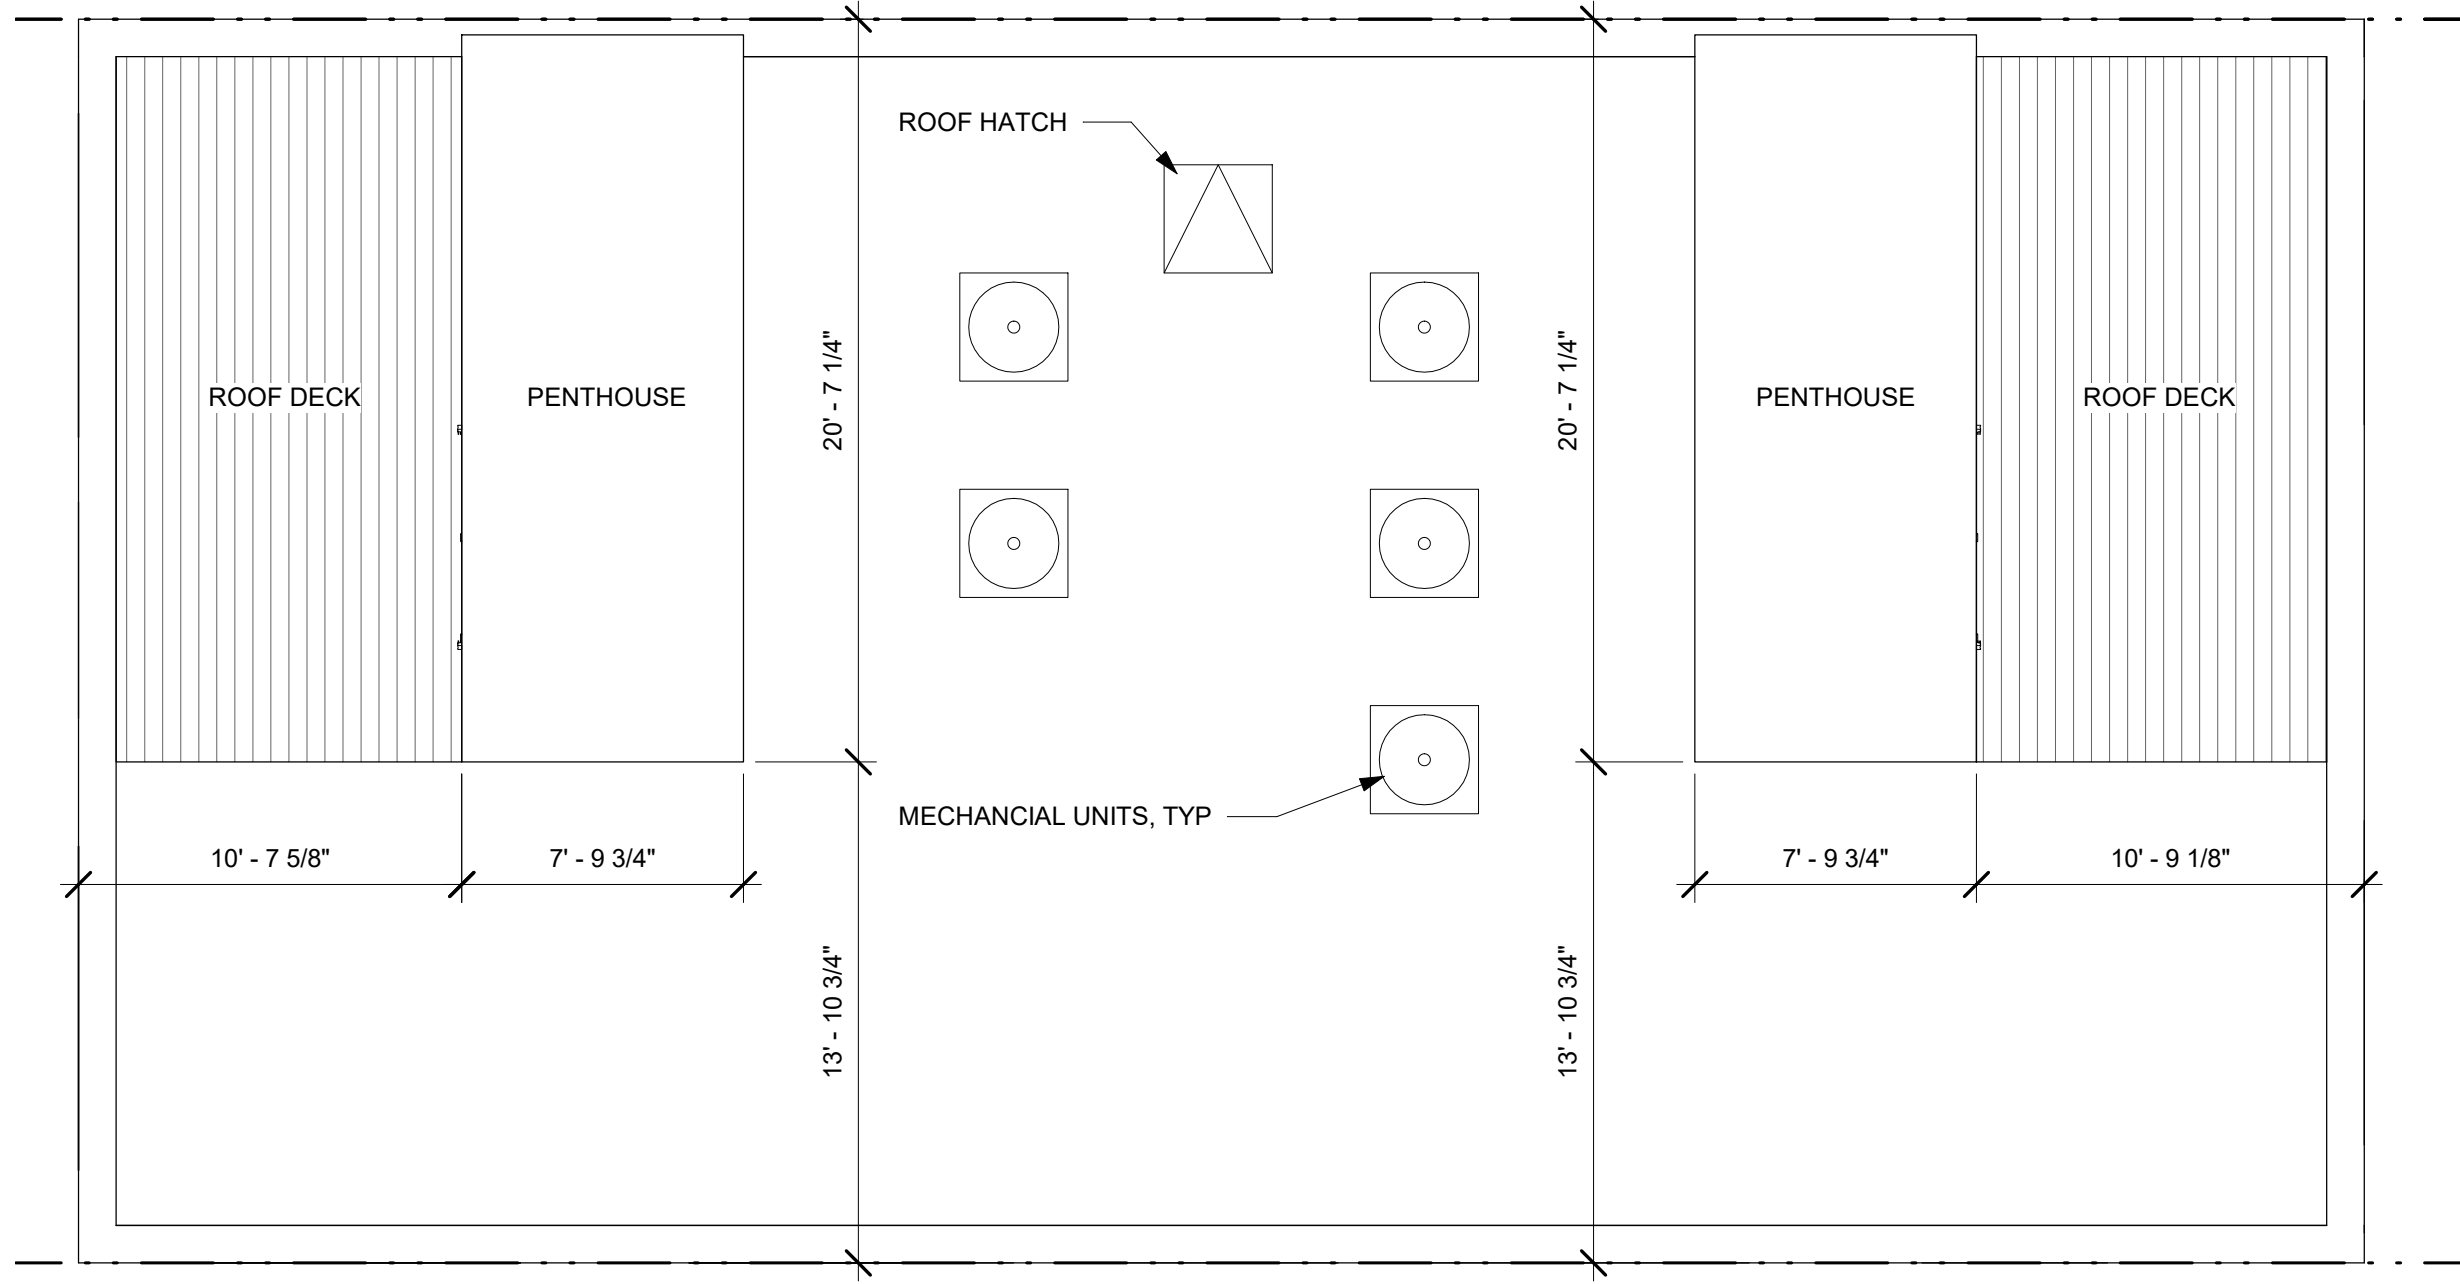 ROOF HATCH
ROOF DECK
PENTHOUSE
20' - 7 1/4"
20' - 7 1/4"
PENTHOUSE
ROOF DECK
MECHANCIAL UNITS, TYP
10' - 7 5/8"
7' - 9 3/4"
7' - 9 3/4"
10' - 9 1/8"
13' - 10 3/4"
13' - 10 3/4"